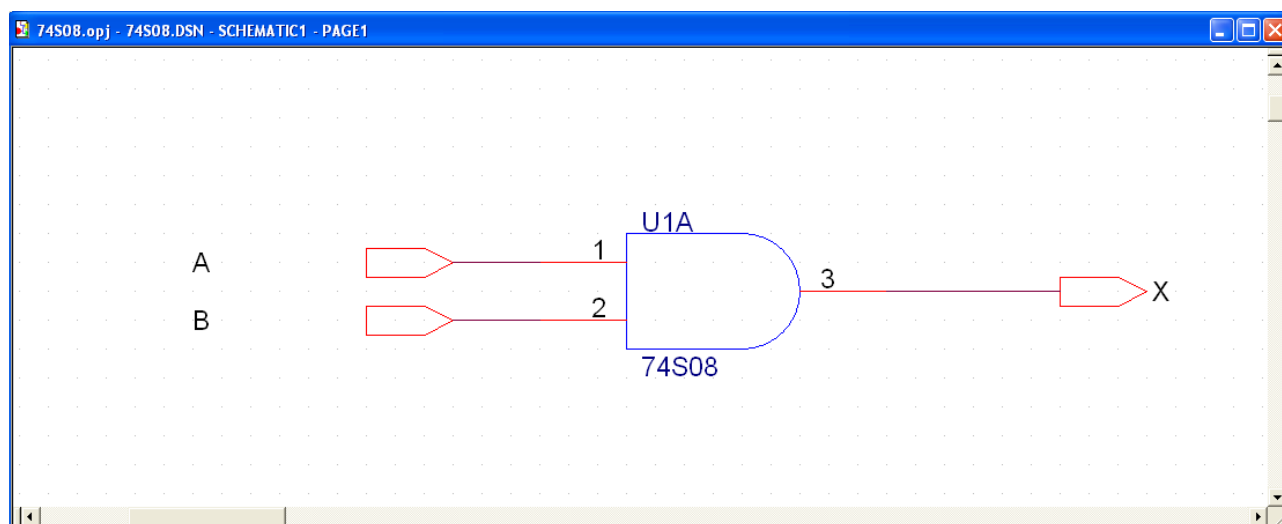 74S08.opj - 74S08.DSN - SCHEMATIC1 - PAGE1
U1A
A
1
3
X
B
2
74S08